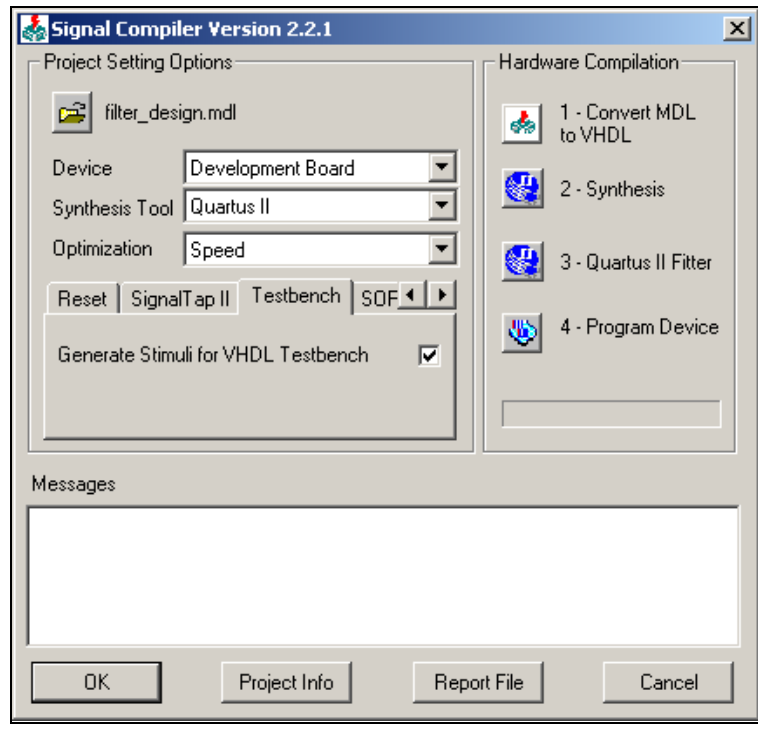 Signal Compiler Version 2.2.1
Project Setting Options
filter_design.mdl
Device
Development Board
Synthesis Tool
Quartus II
Optimization
Speed
Reset
SignalTap II
Testbench
SOF
Generate Stimuli for VHDL Testbench
Hardware Compilation
1 - Convert MDL
to VHDL
2 - Synthesis
3 - Quartus II Fitter
4 - Program Device
Messages
OK
Project Info
Report File
Cancel